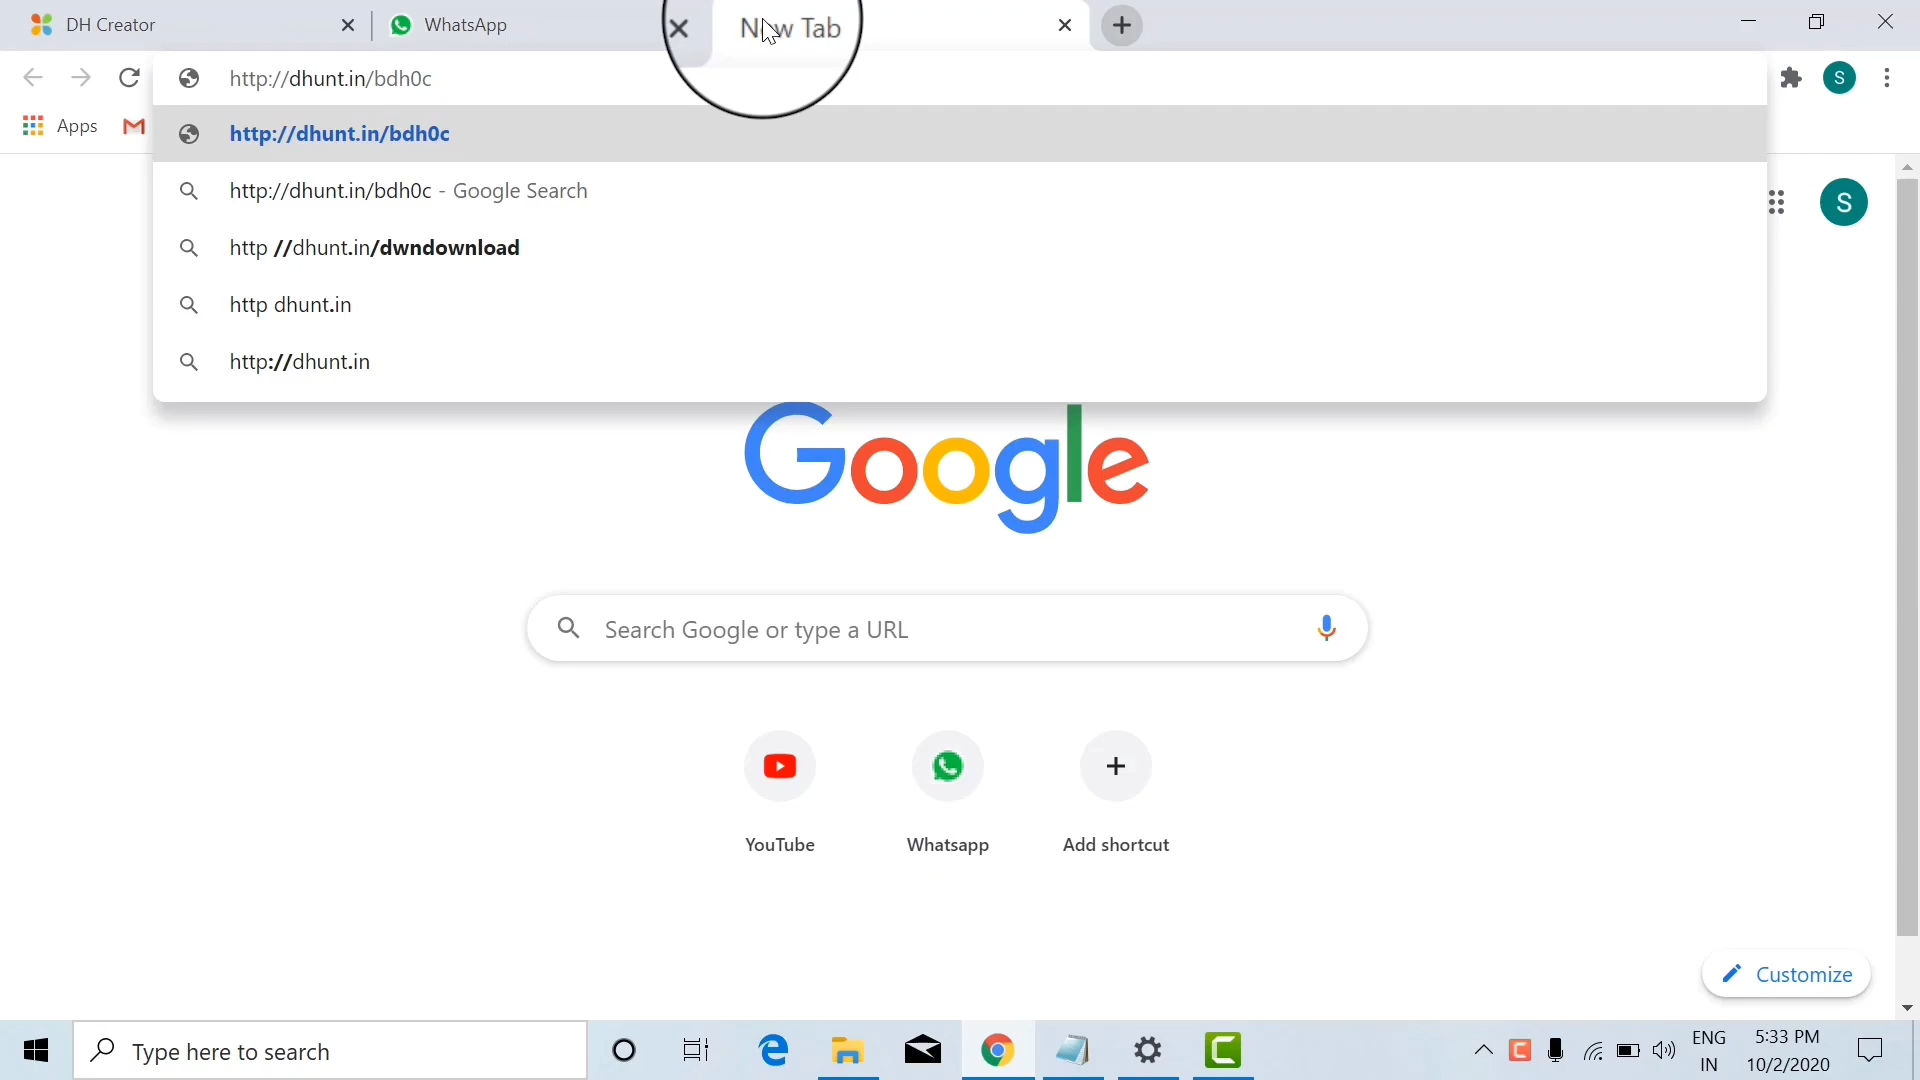 DH Creator
WhatsApp
New Tab
http://dhunt.in/bdh0c
S
Apps
http://dhunt.in/bdh0c
http://dhunt.in/bdh0c - Google Search
http //dhunt.in/dwndownload
http dhunt.in
http://dhunt.in
S
Google
Search Google or type a URL
YouTube
Whatsapp
Add shortcut
Customize
Type here to search
ENG
IN
5:33 PM
10/2/2020